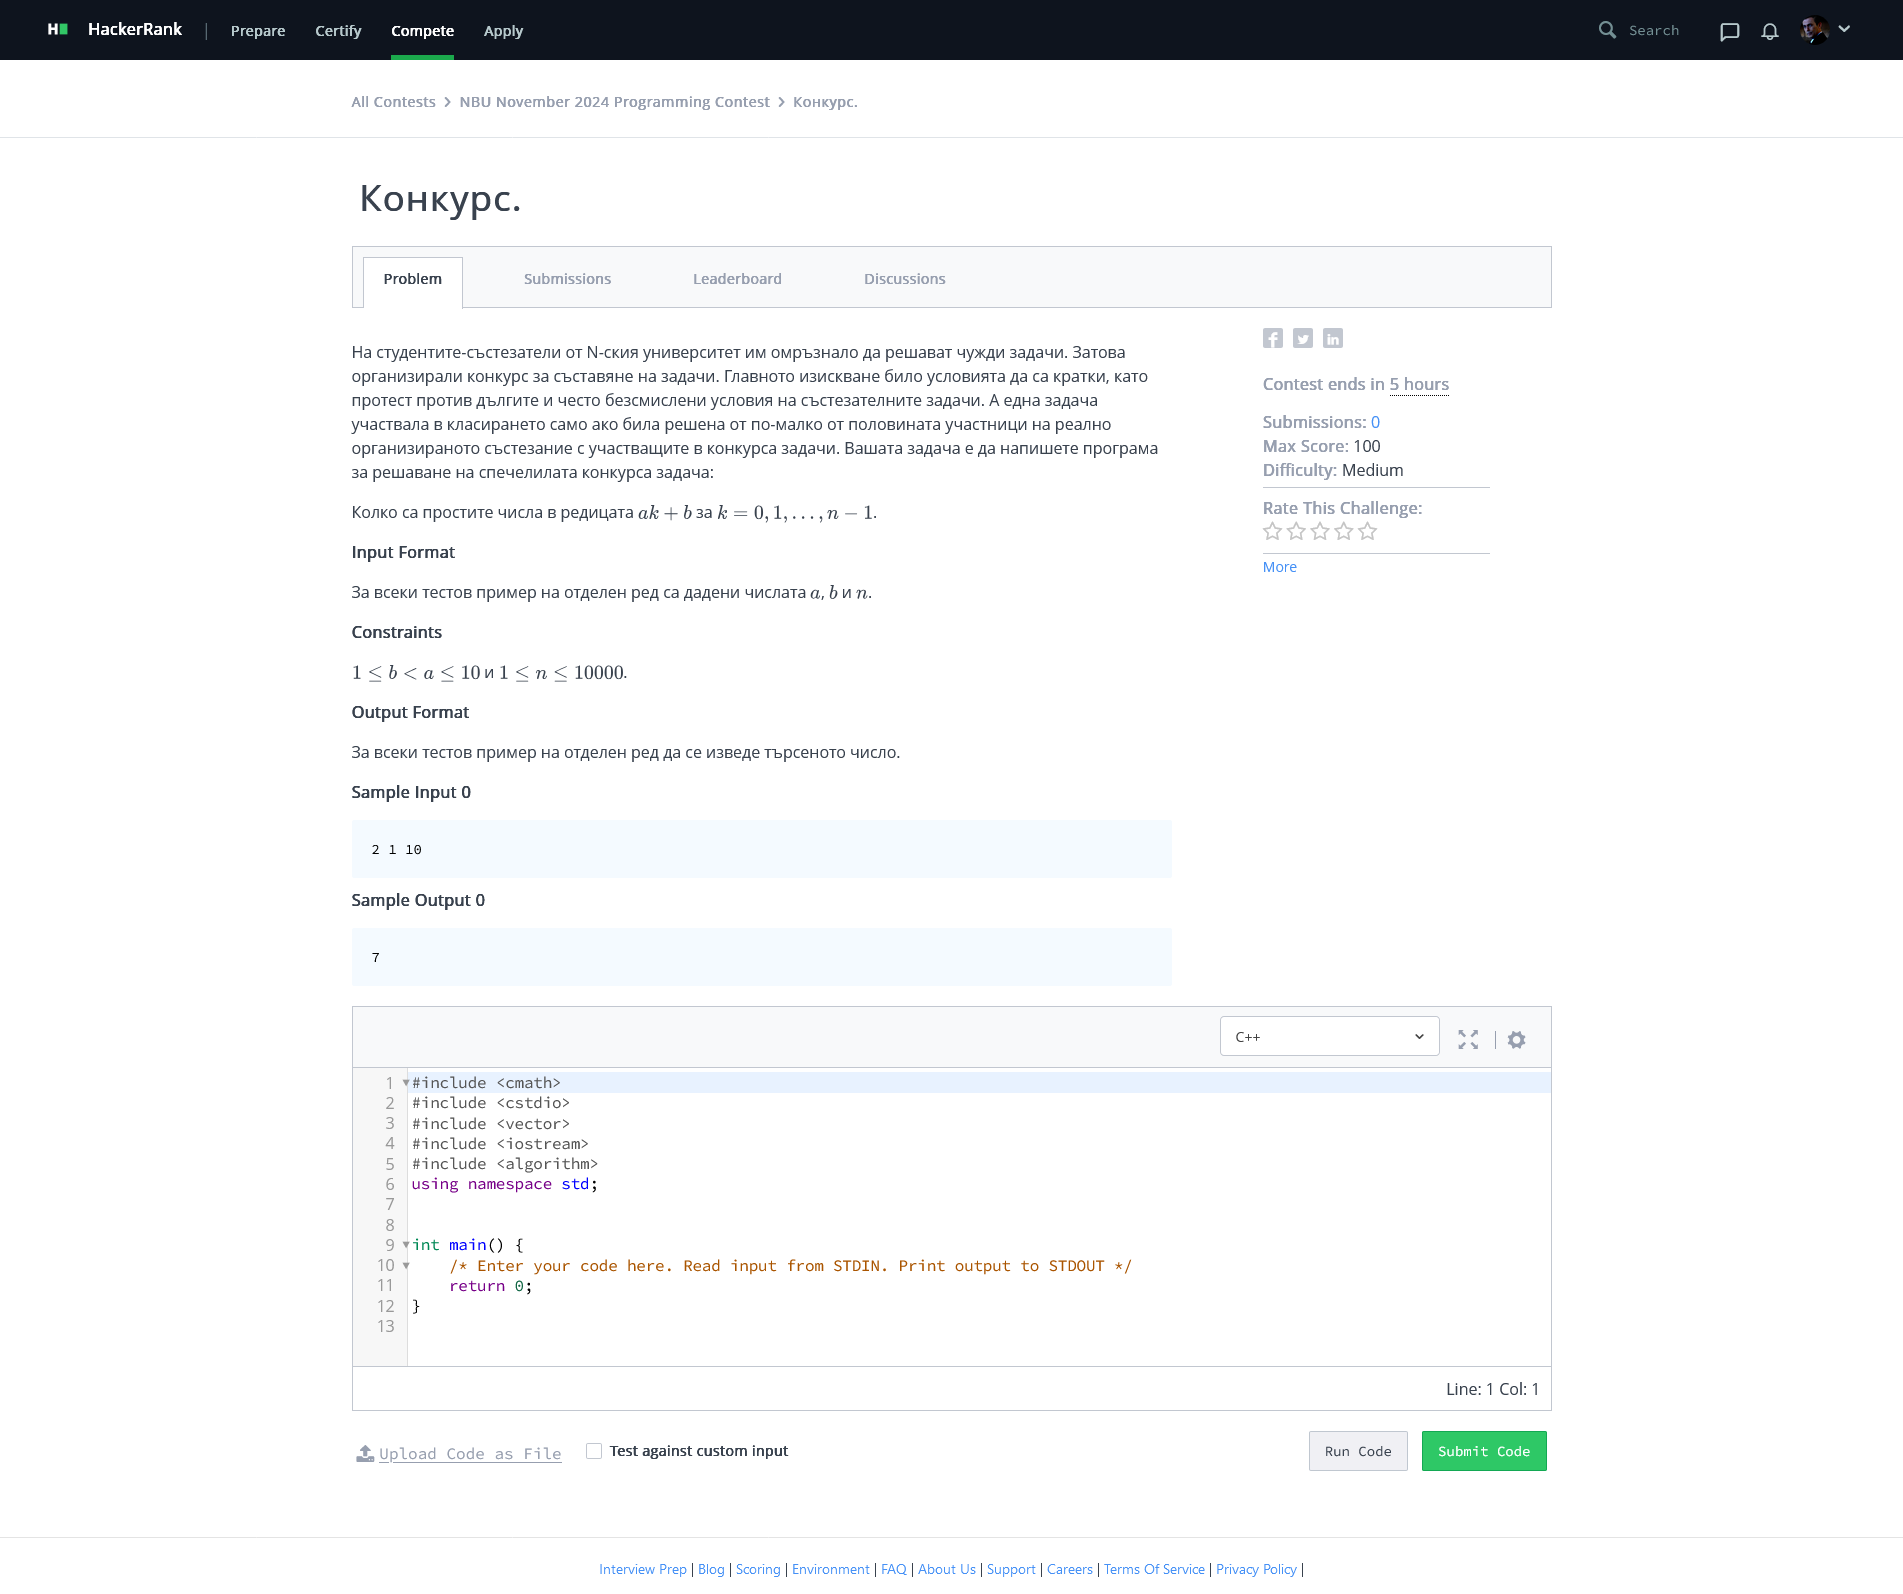 HackerRank | Prepare Certify Compete Apply Search
All Contests > NBU November 2024 Programming Contest > Конкурс.
Конкурс.
Problem Submissions Leaderboard Discussions
На студентите-състезатели от N-ския университет им омръзнало да решават чужди задачи. Затова
организирали конкурс за съставяне на задачи. Главното изискване било условията да са кратки, като
протест против дългите и често безсмислени условия на състезателните задачи. А една задача
участвала в класирането само ако била решена от по-малко от половината участници на реално
организираното състезание с участващите в конкурса задачи. Вашата задача е да напишете програма
за решаване на спечелилата конкурса задача:
Колко са простите числа в редицата ak + b за k = 0, 1, . . . , n − 1.
Input Format
За всеки тестов пример на отделен ред са дадени числата a, b и n.
Constraints
1 ≤ b < a ≤ 10 и 1 ≤ n ≤ 10000.
Output Format
За всеки тестов пример на отделен ред да се изведе търсеното число.
Sample Input 0
2 1 10
Sample Output 0
7
Contest ends in 5 hours
Submissions: 0
Max Score: 100
Difficulty: Medium
Rate This Challenge:
More
C++
1 #include <cmath>
2 #include <cstdio>
3 #include <vector>
4 #include <iostream>
5 #include <algorithm>
6 using namespace std;
7
8
9 int main() {
10     /* Enter your code here. Read input from STDIN. Print output to STDOUT */
11     return 0;
12 }
13
Line: 1 Col: 1
Upload Code as File Test against custom input Run Code Submit Code
Interview Prep | Blog | Scoring | Environment | FAQ | About Us | Support | Careers | Terms Of Service | Privacy Policy |